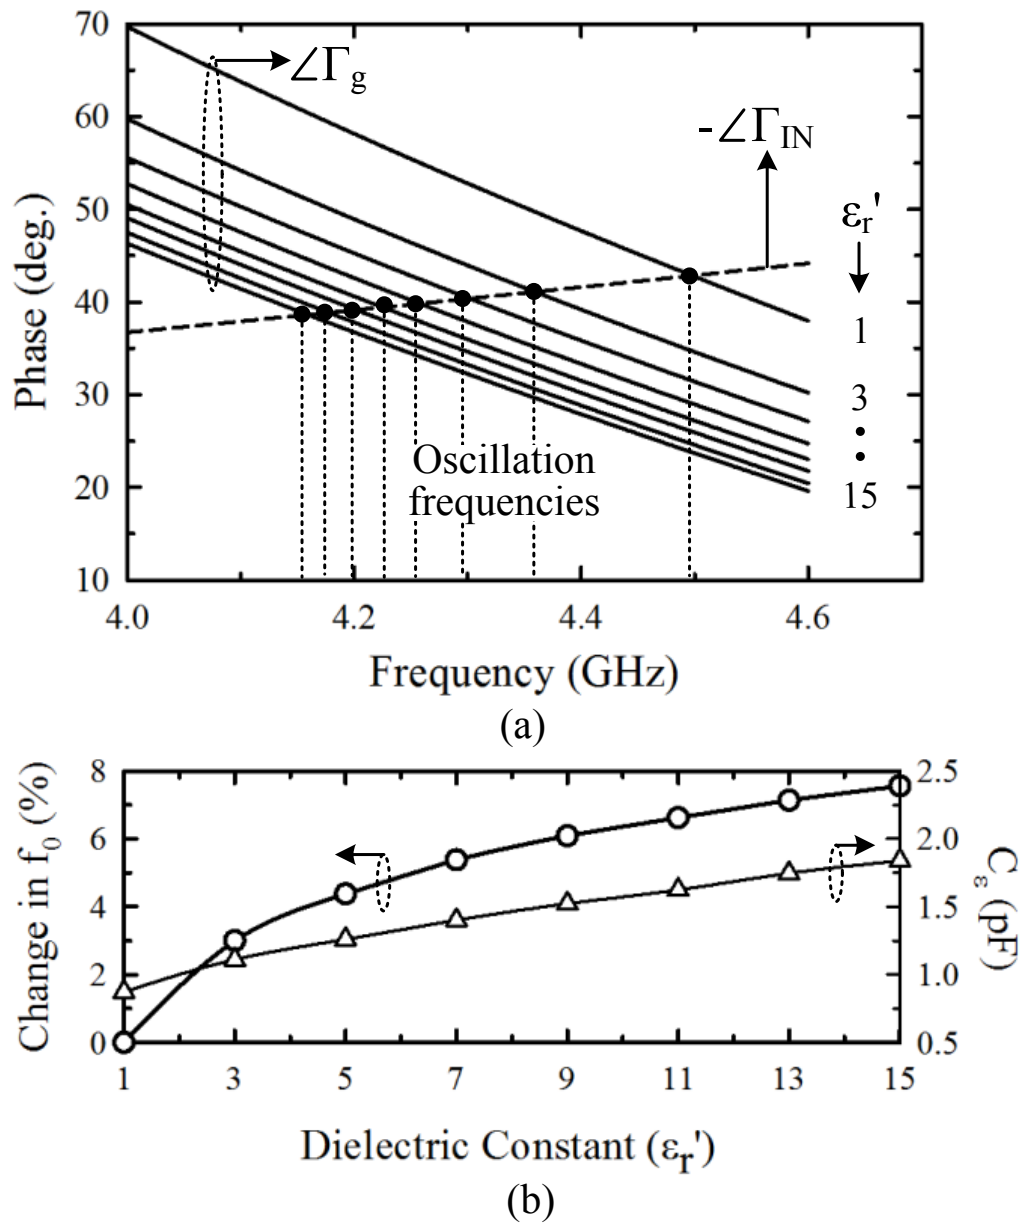 70
60
50
40
30
20
10
Phase (deg.)
∠Γg
-∠ΓIN
εr'
1
3
•
•
15
Oscillation
frequencies
4.0 4.2 4.4 4.6
Frequency (GHz)
(a)
8
6
4
2
0
Change in f0 (%)
2.5
2.0
1.5
1.0
0.5
Cε (pF)
1 3 5 7 9 11 13 15
Dielectric Constant (εr')
(b)